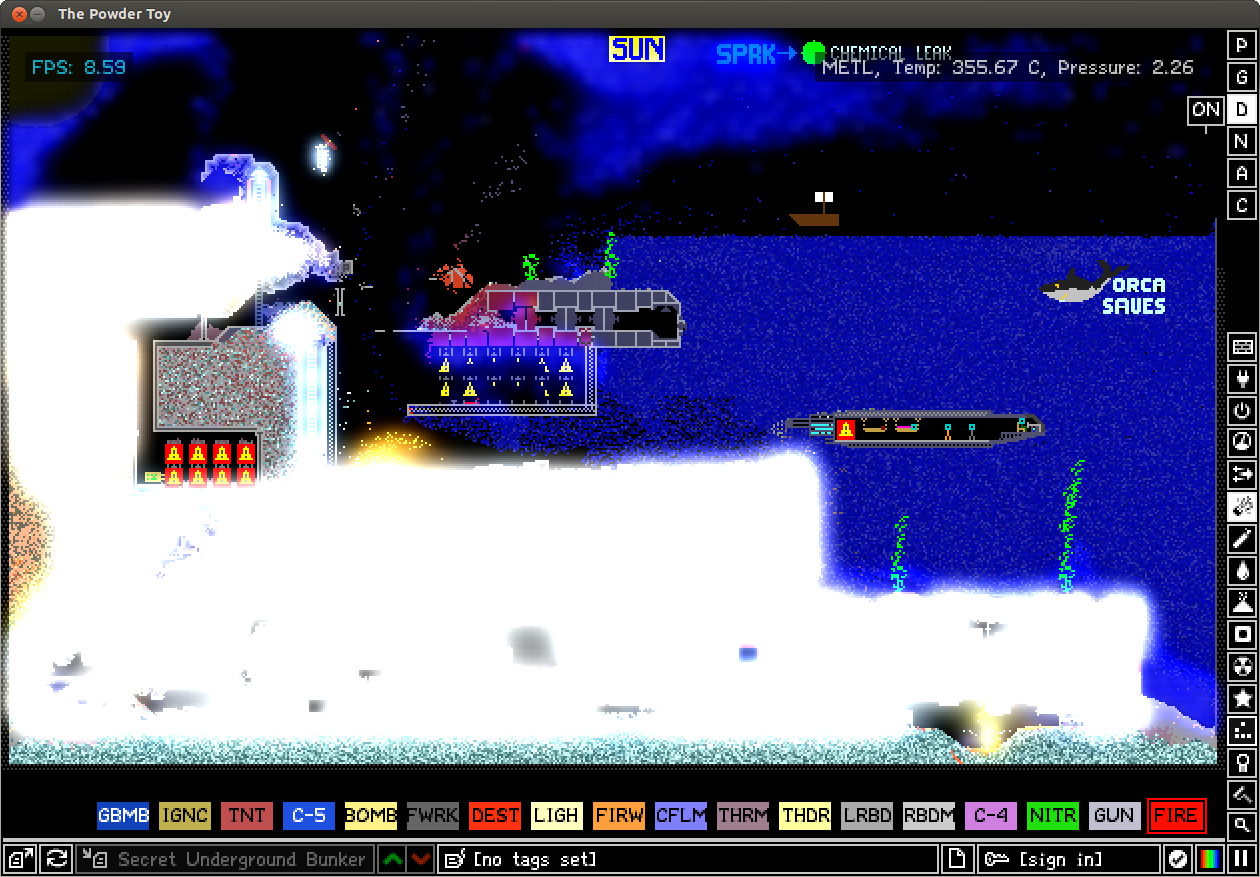 The Powder Toy
SUN
SPRK
CHEMICAL LEAK
FPS: 8.59
METL, Temp: 355.67 C, Pressure: 2.26
P
G
ON
D
N
A
C
ORCA
SAVES
GBMB IGNC TNT C-5 BOMB FWRK DEST LIGH FIRW CFLM THRM THDR LRBD RBDM C-4 NITR GUN FIRE
Secret Underground Bunker
[no tags set]
[sign in]